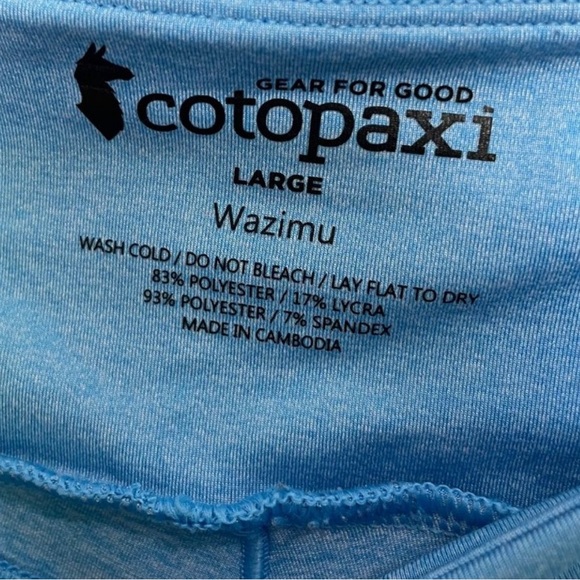 GEAR FOR GOOD
cotopaxi
LARGE
Wazimu
WASH COLD / DO NOT BLEACH / LAY FLAT TO DRY
83% POLYESTER / 17% LYCRA
93% POLYESTER / 7% SPANDEX
MADE IN CAMBODIA